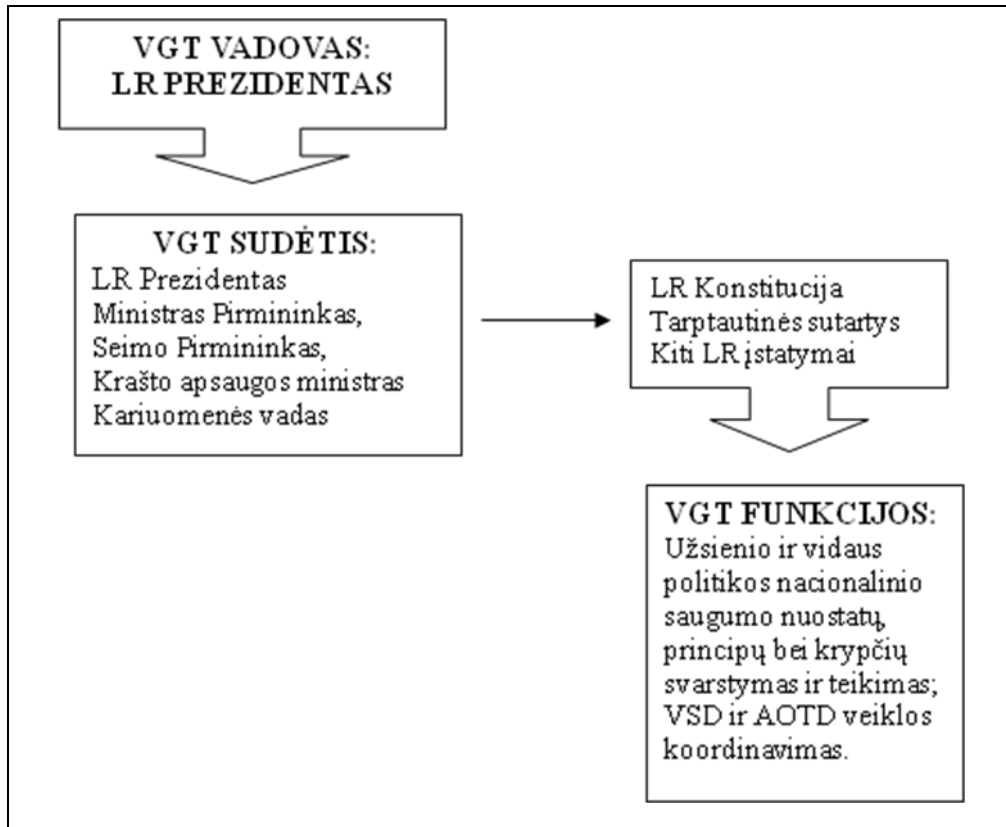 VGT VADOVAS:
LR PREZIDENTAS
VGT SUDĖTIS:
LR Prezidentas
Ministras Pirmininkas,
Seimo Pirmininkas,
Krašto apsaugos ministras
Kariuomenės vadas
LR Konstitucija
Tarptautinės sutartys
Kiti LR įstatymai
VGT FUNKCIJOS:
Užsienio ir vidaus
politikos nacionalinio
saugumo nuostatų,
principų bei krypčių
svarstymas ir teikimas;
VSD ir AOTD veiklos
koordinavimas.